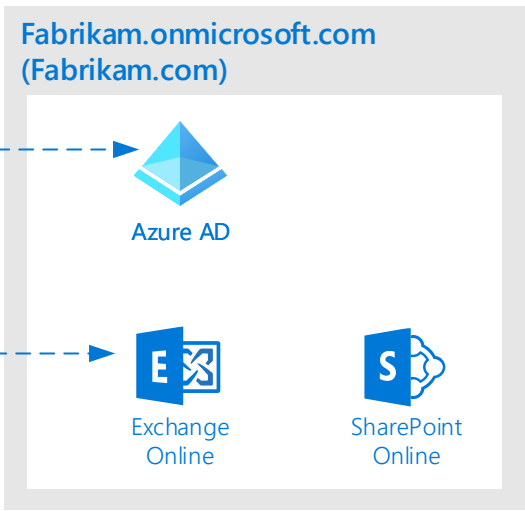 Fabrikam.onmicrosoft.com
(Fabrikam.com)
Azure AD
E
Exchange
Online
S
SharePoint
Online